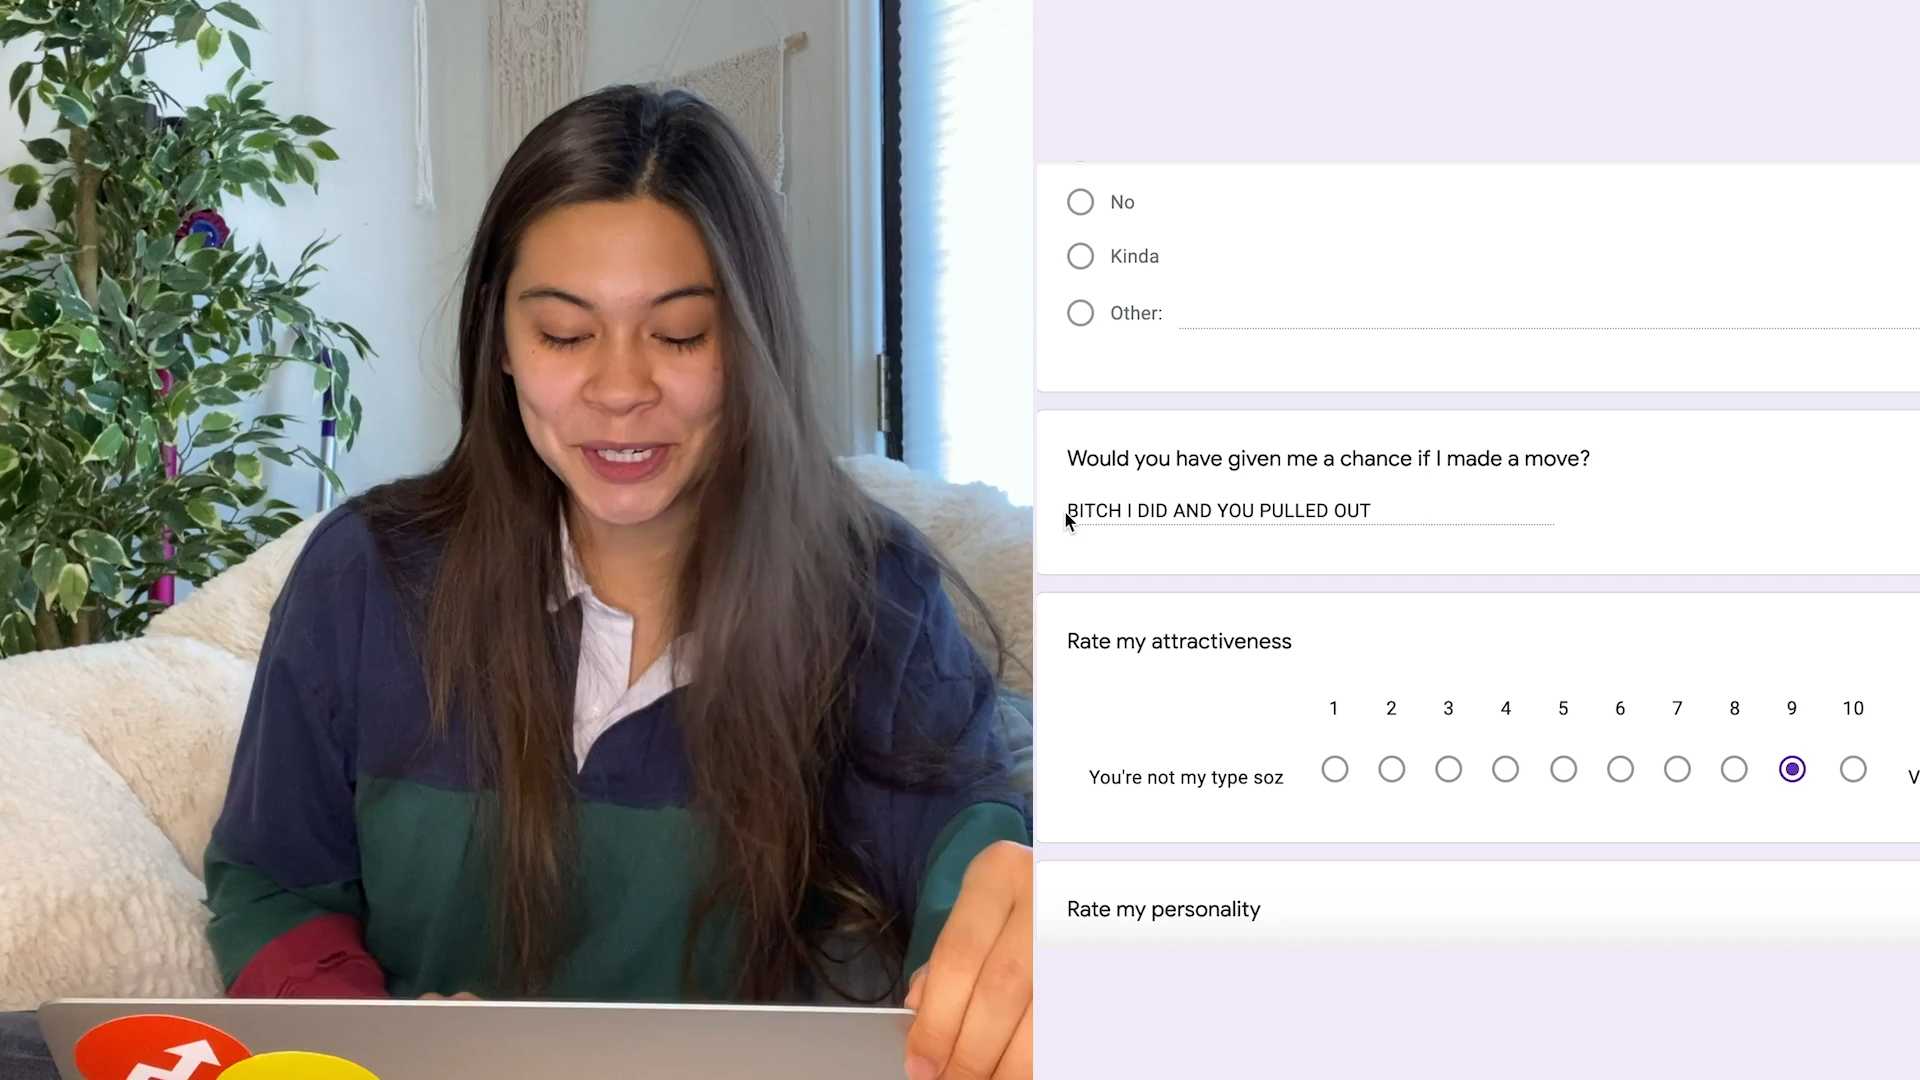 No
Kinda
Other:
Would you have given me a chance if I made a move?
BITCH I DID AND YOU PULLED OUT
Rate my attractiveness
1 2 3 4 5 6 7 8 9 10
You're not my type soz
V
Rate my personality